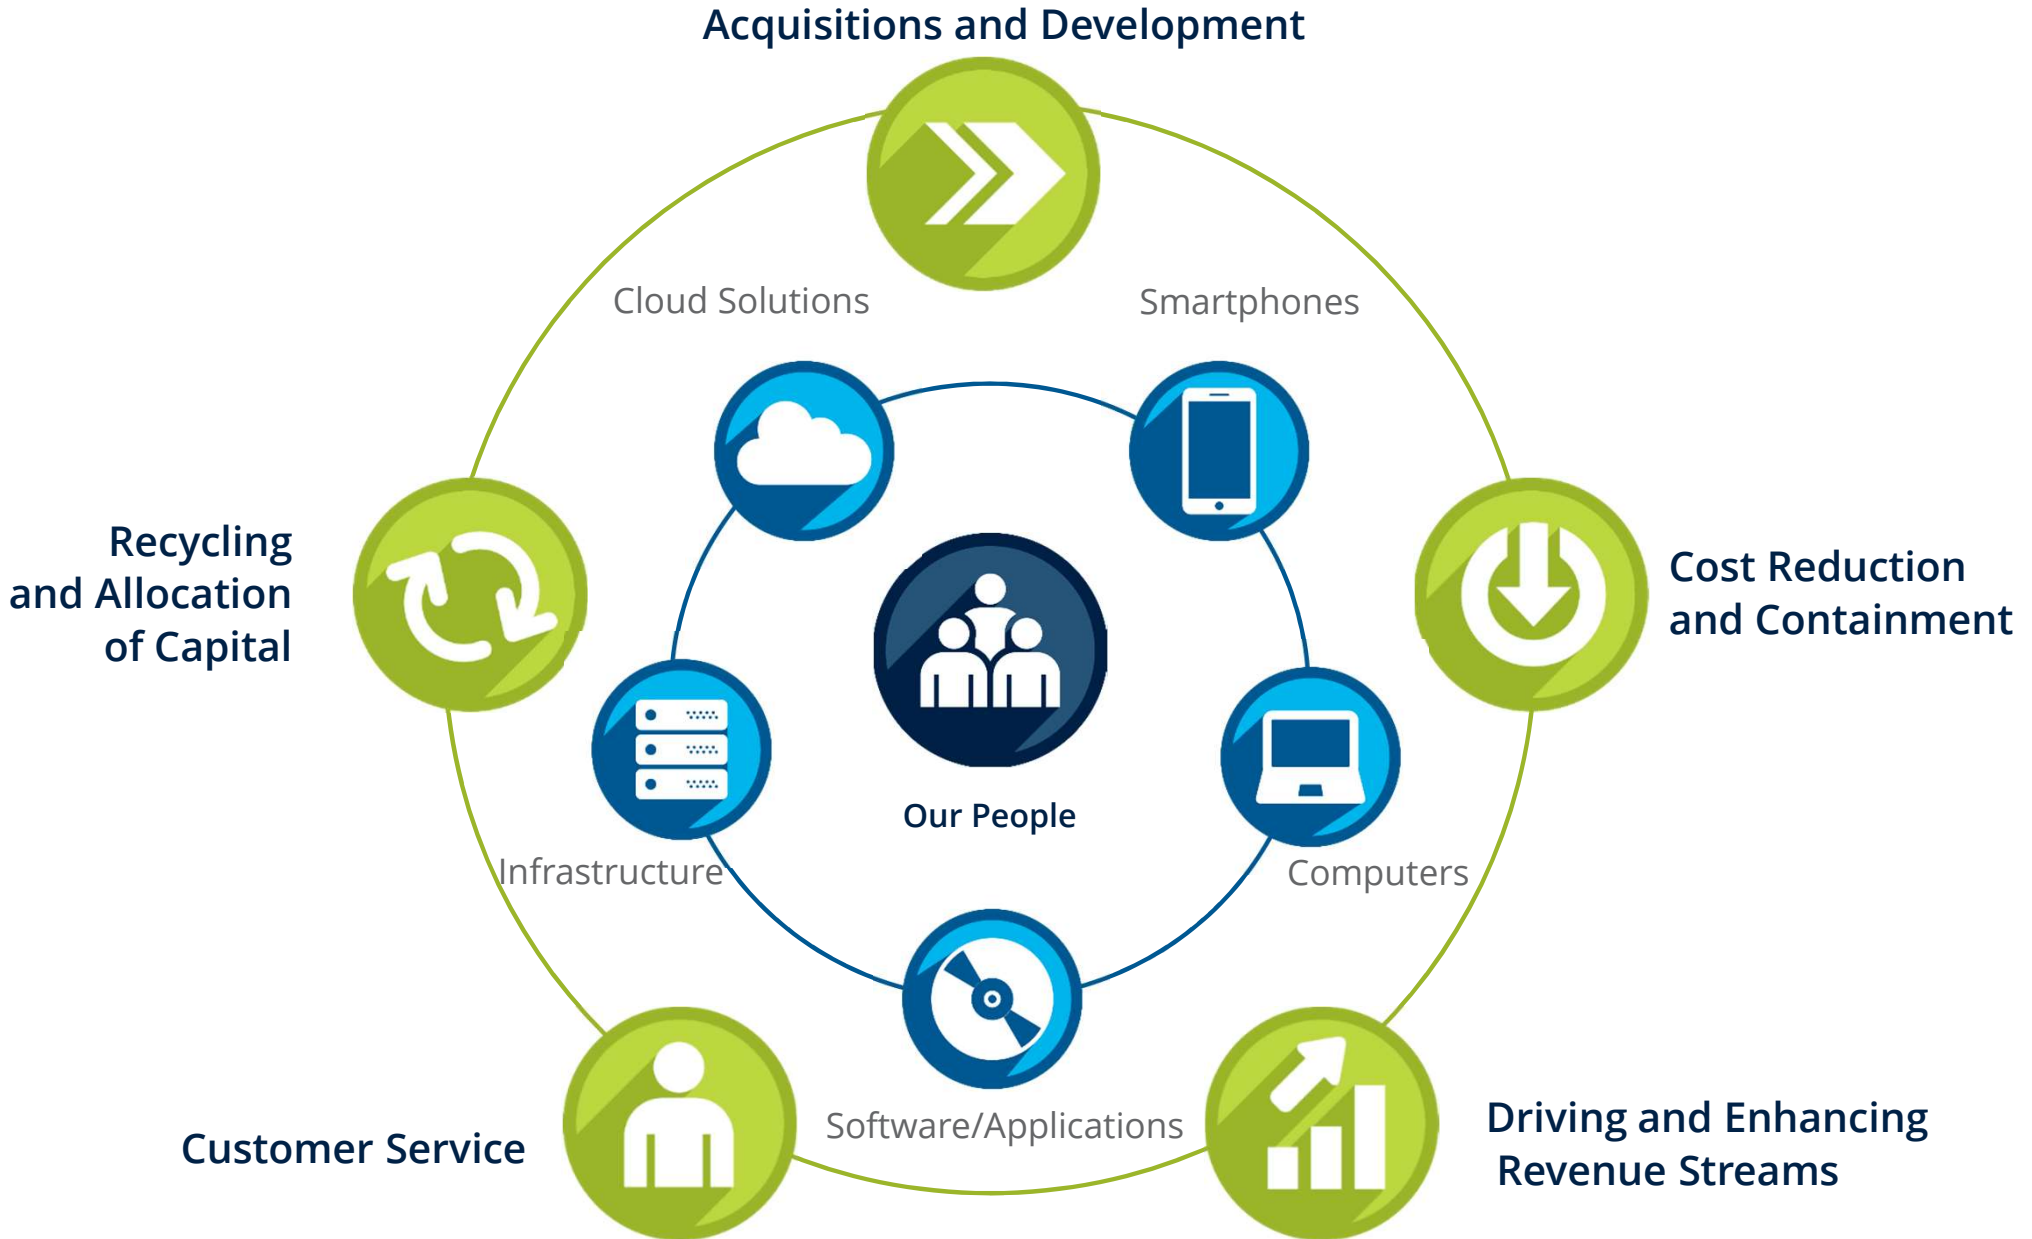 Acquisitions and Development
Cloud Solutions
Smartphones
Recycling
and Allocation
of Capital
Cost Reduction
and Containment
Our People
Infrastructure
Computers
Software/Applications
Customer Service
Driving and Enhancing
Revenue Streams